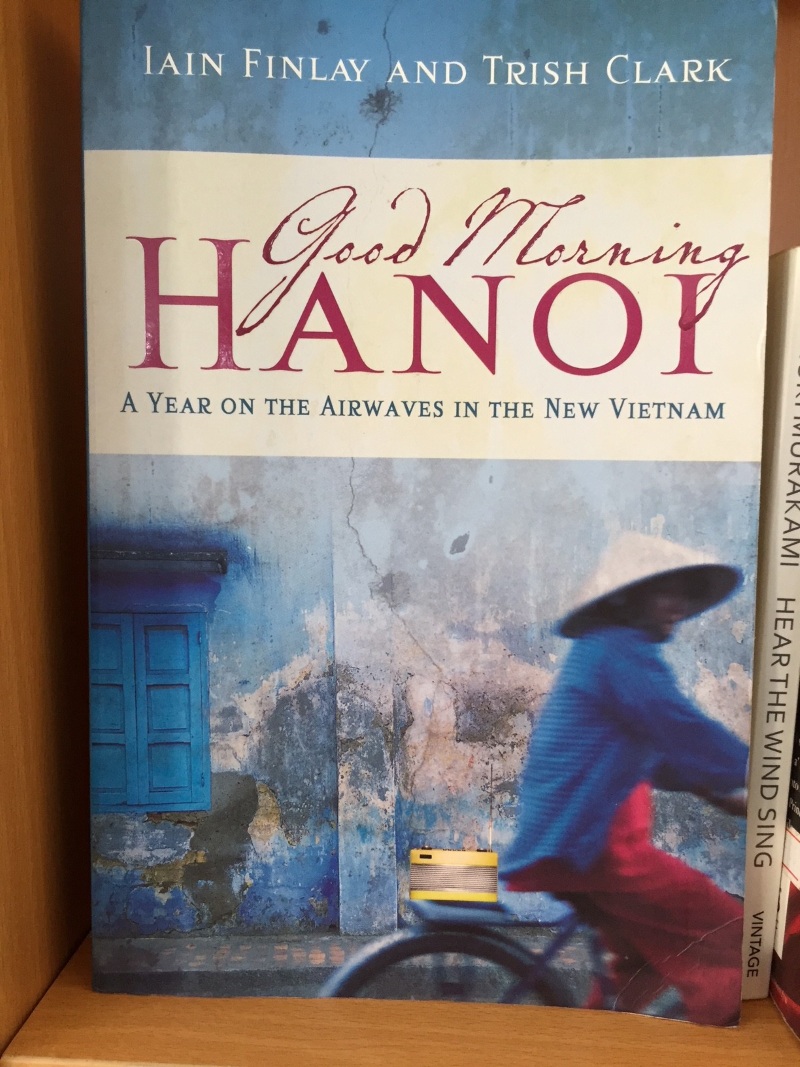 IAIN FINLAY AND TRISH CLARK
Good Morning
HANOI
A YEAR ON THE AIRWAVES IN THE NEW VIETNAM
MURAKAMI HEAR THE WIND SING
VINTAGE